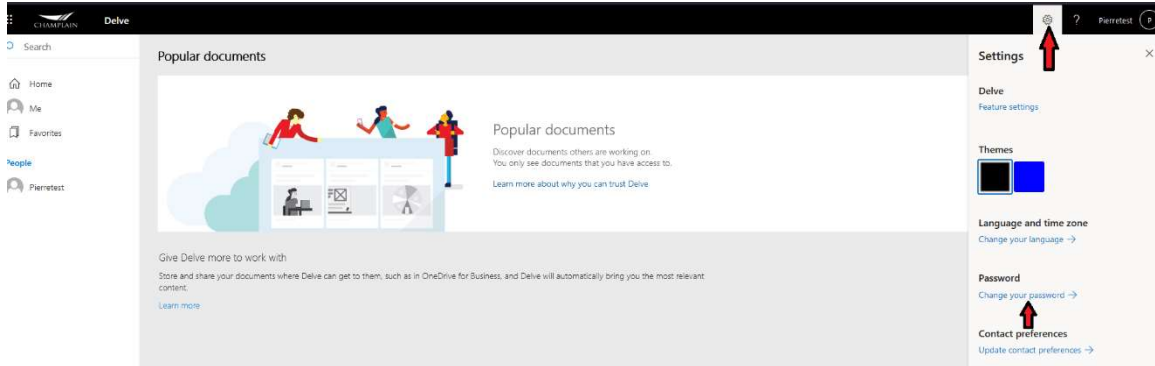 CHAMPLAIN
Delve
?
Pierretest
P
Search
Home
Me
Favorites
People
Pierretest
Popular documents
Popular documents
Discover documents others are working on.
You only see documents that you have access to.
Learn more about why you can trust Delve
Give Delve more to work with
Store and share your documents where Delve can get to them, such as in OneDrive for Business, and Delve will automatically bring you the most relevant
content.
Learn more
Settings
Delve
Feature settings
Themes
Language and time zone
Change your language →
Password
Change your password →
Contact preferences
Update contact preferences →